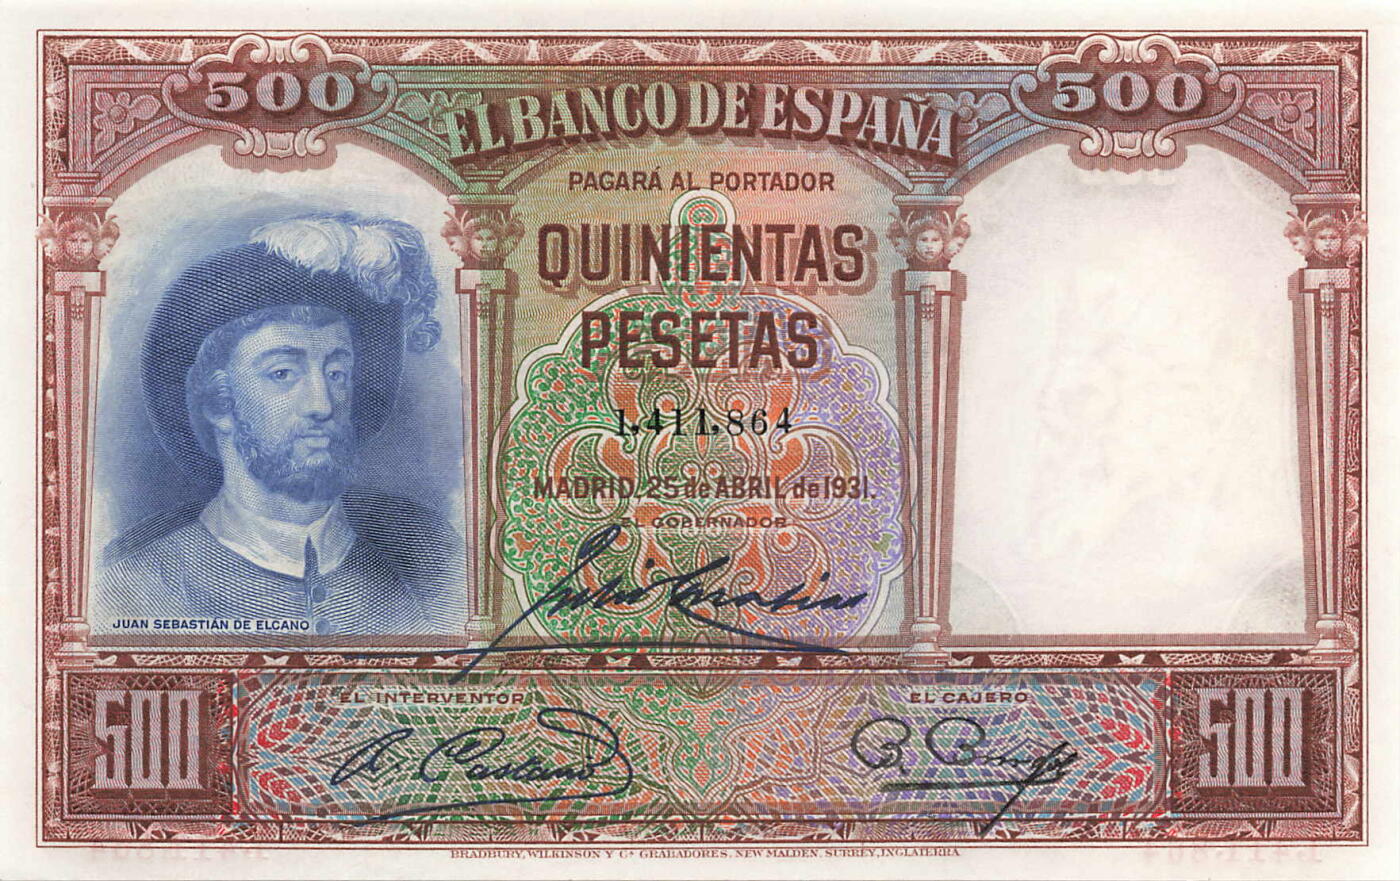 500 500
EL BANCO DE ESPAÑA
PAGARÁ AL PORTADOR
QUINIENTAS
PESETAS
1,411,864
MADRID, 25 de ABRIL de 1931.
EL GOBERNADOR
JUAN SEBASTIÁN DE ELCANO
500 500
EL INTERVENTOR EL CAJERO
A. Castaño
BRADBURY, WILKINSON Y Cª GRABADORES, NEW MALDEN, SURREY, INGLATERRA